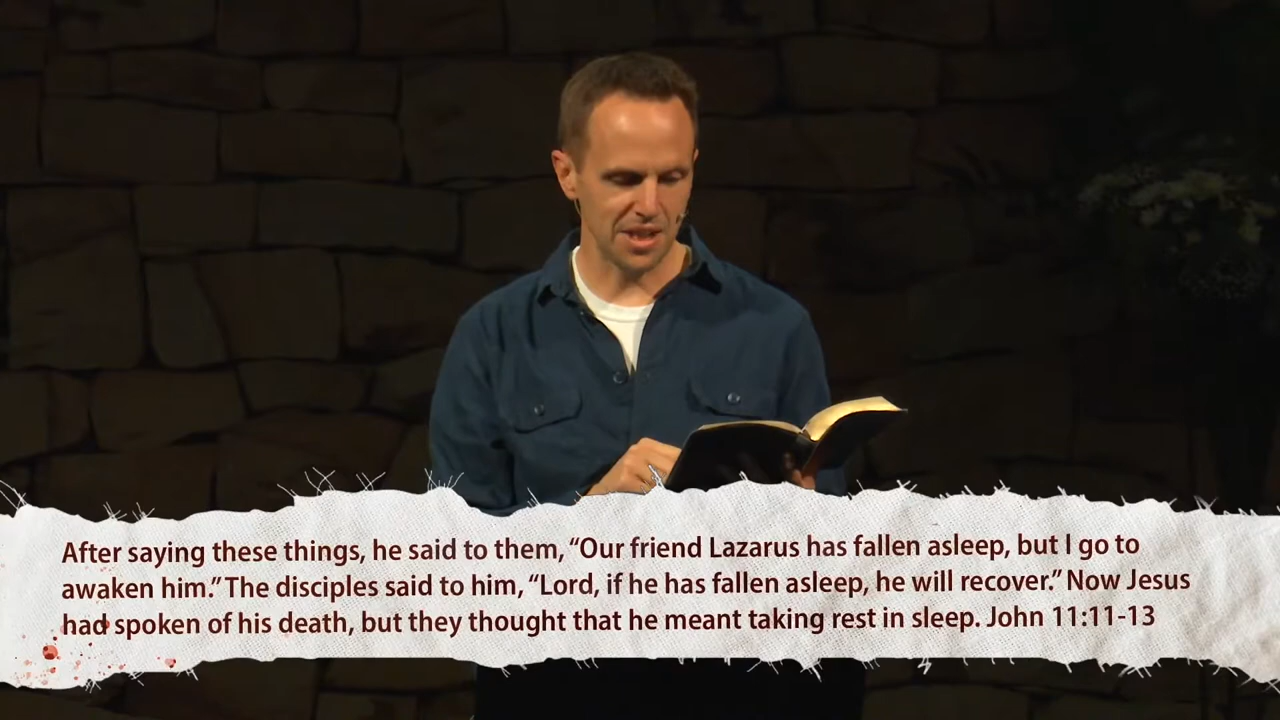 After saying these things, he said to them, “Our friend Lazarus has fallen asleep, but I go to
awaken him.” The disciples said to him, “Lord, if he has fallen asleep, he will recover.” Now Jesus
had spoken of his death, but they thought that he meant taking rest in sleep. John 11:11-13